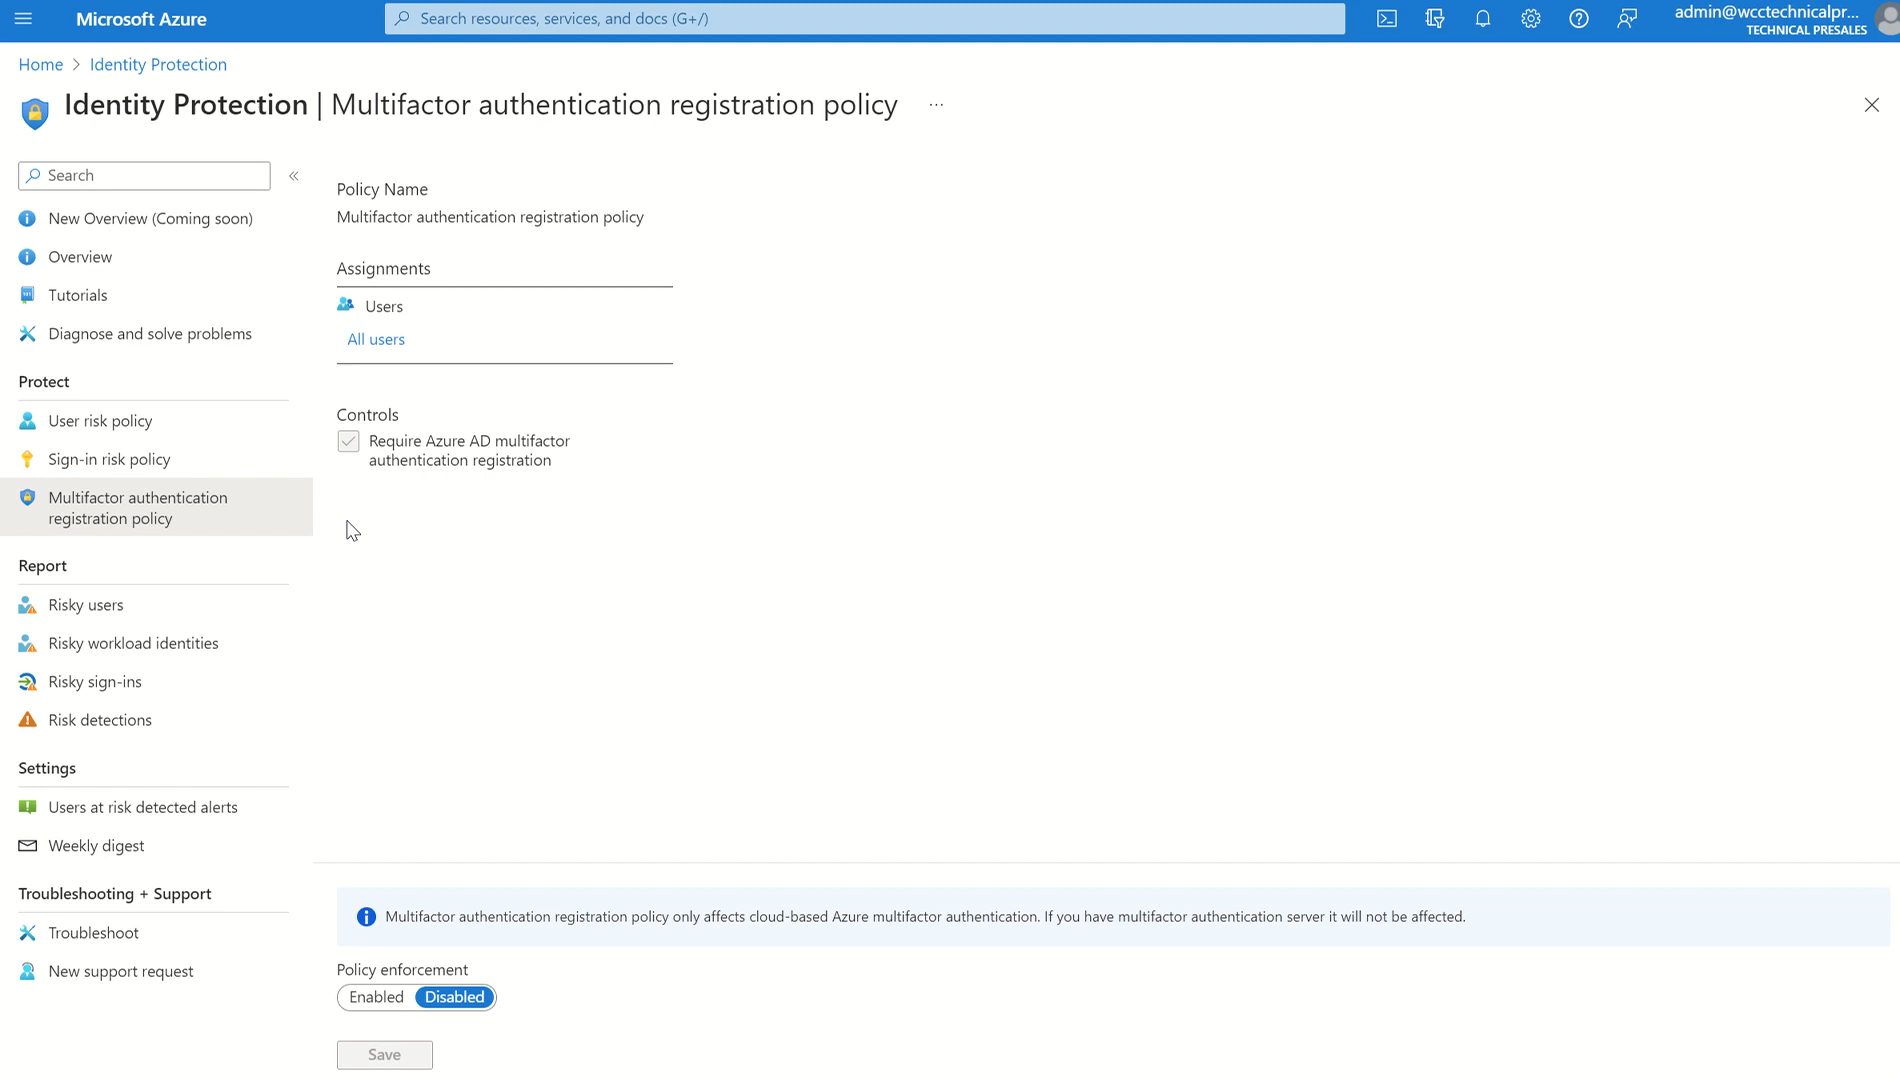 Microsoft Azure
Search resources, services, and docs (G+/)
admin@wcctechnicalpr...
TECHNICAL PRESALES
Home > Identity Protection
Identity Protection | Multifactor authentication registration policy ...
Search
New Overview (Coming soon)
Overview
Tutorials
Diagnose and solve problems
Protect
User risk policy
Sign-in risk policy
Multifactor authentication
registration policy
Report
Risky users
Risky workload identities
Risky sign-ins
Risk detections
Settings
Users at risk detected alerts
Weekly digest
Troubleshooting + Support
Troubleshoot
New support request
Policy Name
Multifactor authentication registration policy
Assignments
Users
All users
Controls
Require Azure AD multifactor
authentication registration
Multifactor authentication registration policy only affects cloud-based Azure multifactor authentication. If you have multifactor authentication server it will not be affected.
Policy enforcement
Enabled Disabled
Save